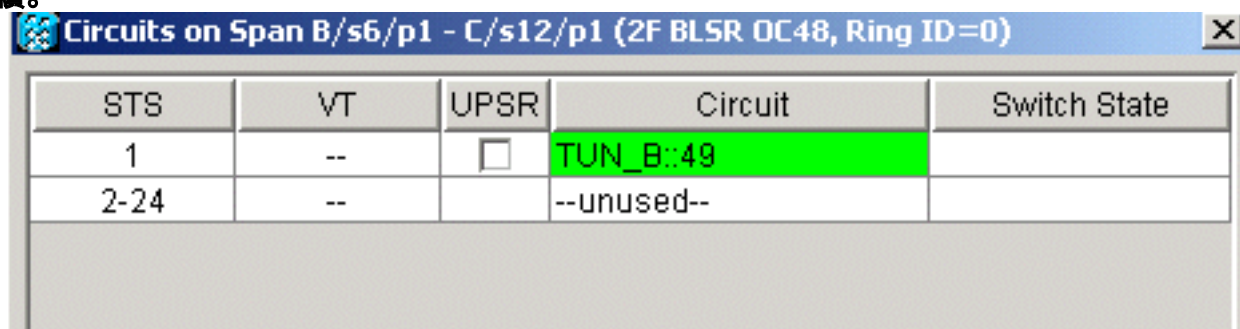 Circuits on Span B/s6/p1 - C/s12/p1 (2F BLSR OC48, Ring ID=0)
STS VT UPSR Circuit Switch State
1 -- TUN_B::49
2-24 -- --unused--